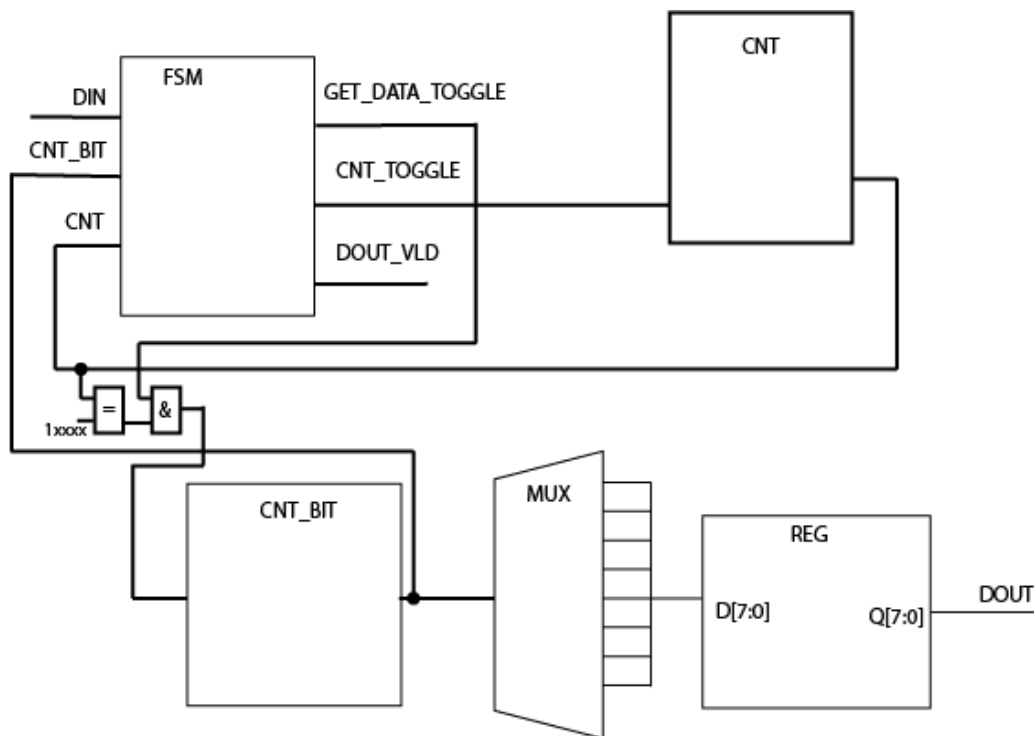 FSM
CNT
DIN
GET_DATA_TOGGLE
CNT_BIT
CNT_TOGGLE
CNT
DOUT_VLD
=
&
1xxxx
CNT_BIT
MUX
REG
D[7:0]
Q[7:0]
DOUT